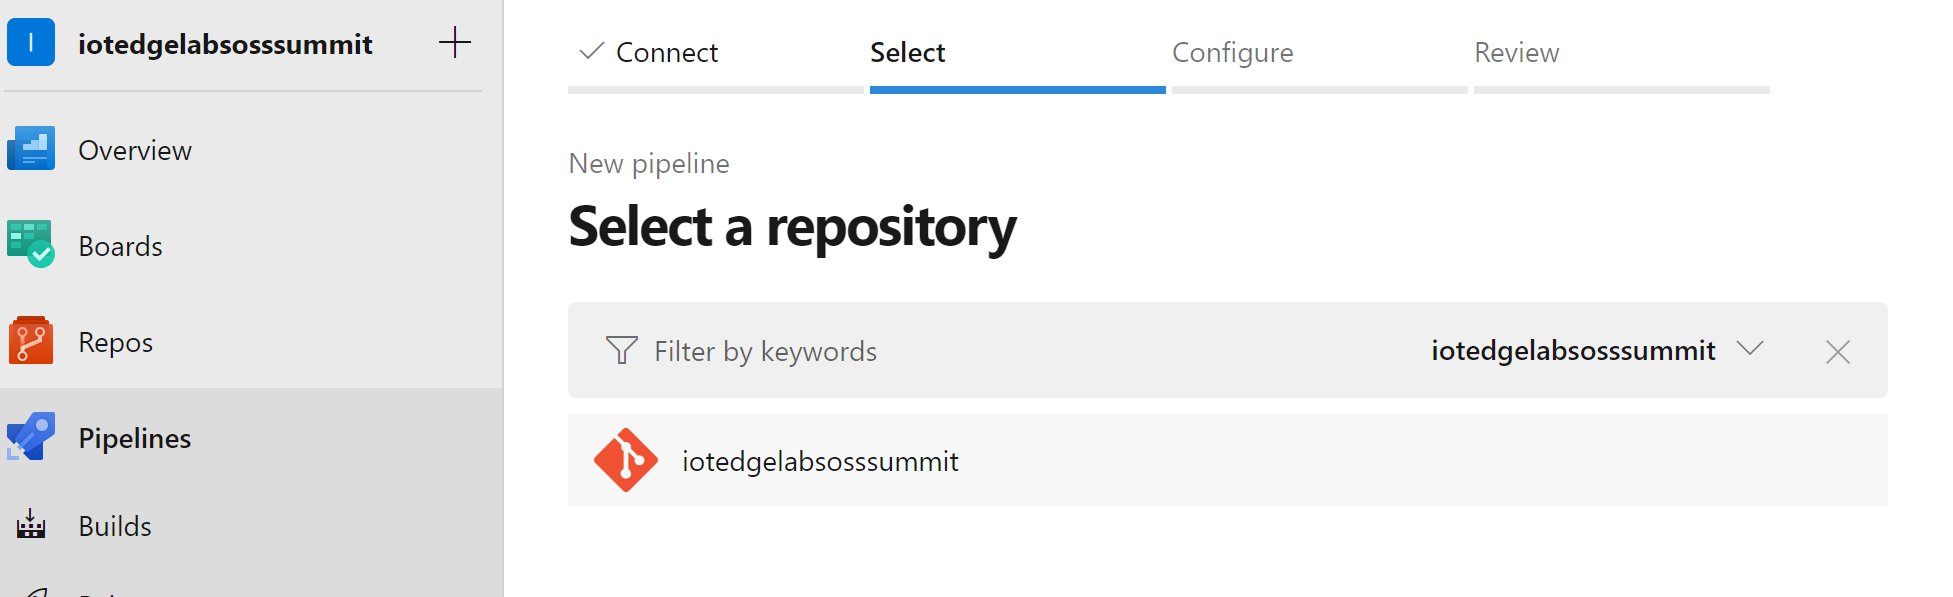 I iotedgelabsosssummit
Overview
Boards
Repos
Pipelines
Builds
Connect Select Configure Review
New pipeline
Select a repository
Filter by keywords iotedgelabsosssummit
iotedgelabsosssummit